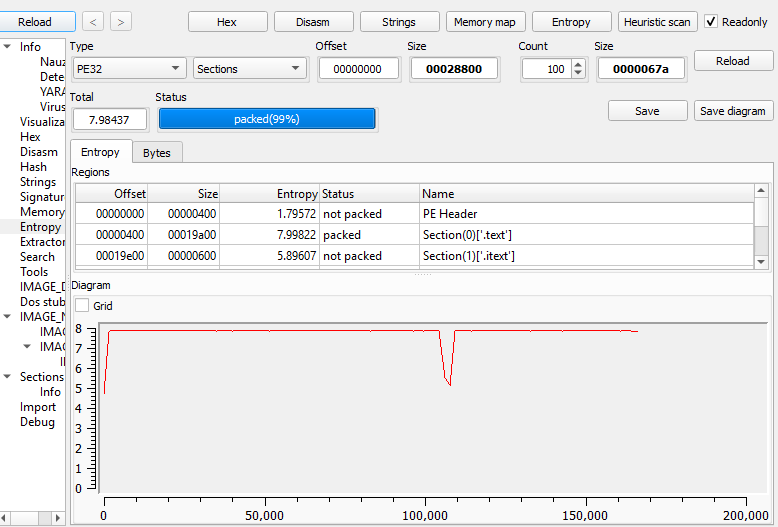 Reload < > Hex Disasm Strings Memory map Entropy Heuristic scan Readonly
Info
Nauz
Dete
YARA
Virus
Visualiza
Hex
Disasm
Hash
Strings
Signatur
Memory
Entropy
Extractor
Search
Tools
IMAGE_D
Dos stub
IMAGE_N
IMAG
IMAG
I
Sections
Info
Import
Debug
Type Offset Size Count Size
PE32 Sections 00000000 00028800 100 0000067a Reload
Total Status
7.98437 packed(99%) Save Save diagram
Entropy Bytes
Regions
Offset Size Entropy Status Name
00000000 00000400 1.79572 not packed PE Header
00000400 00019a00 7.99822 packed Section(0)['.text']
00019e00 00000600 5.89607 not packed Section(1)['.itext']
Diagram
Grid
8
7
6
5
4
3
2
1
0
0 50,000 100,000 150,000 200,000